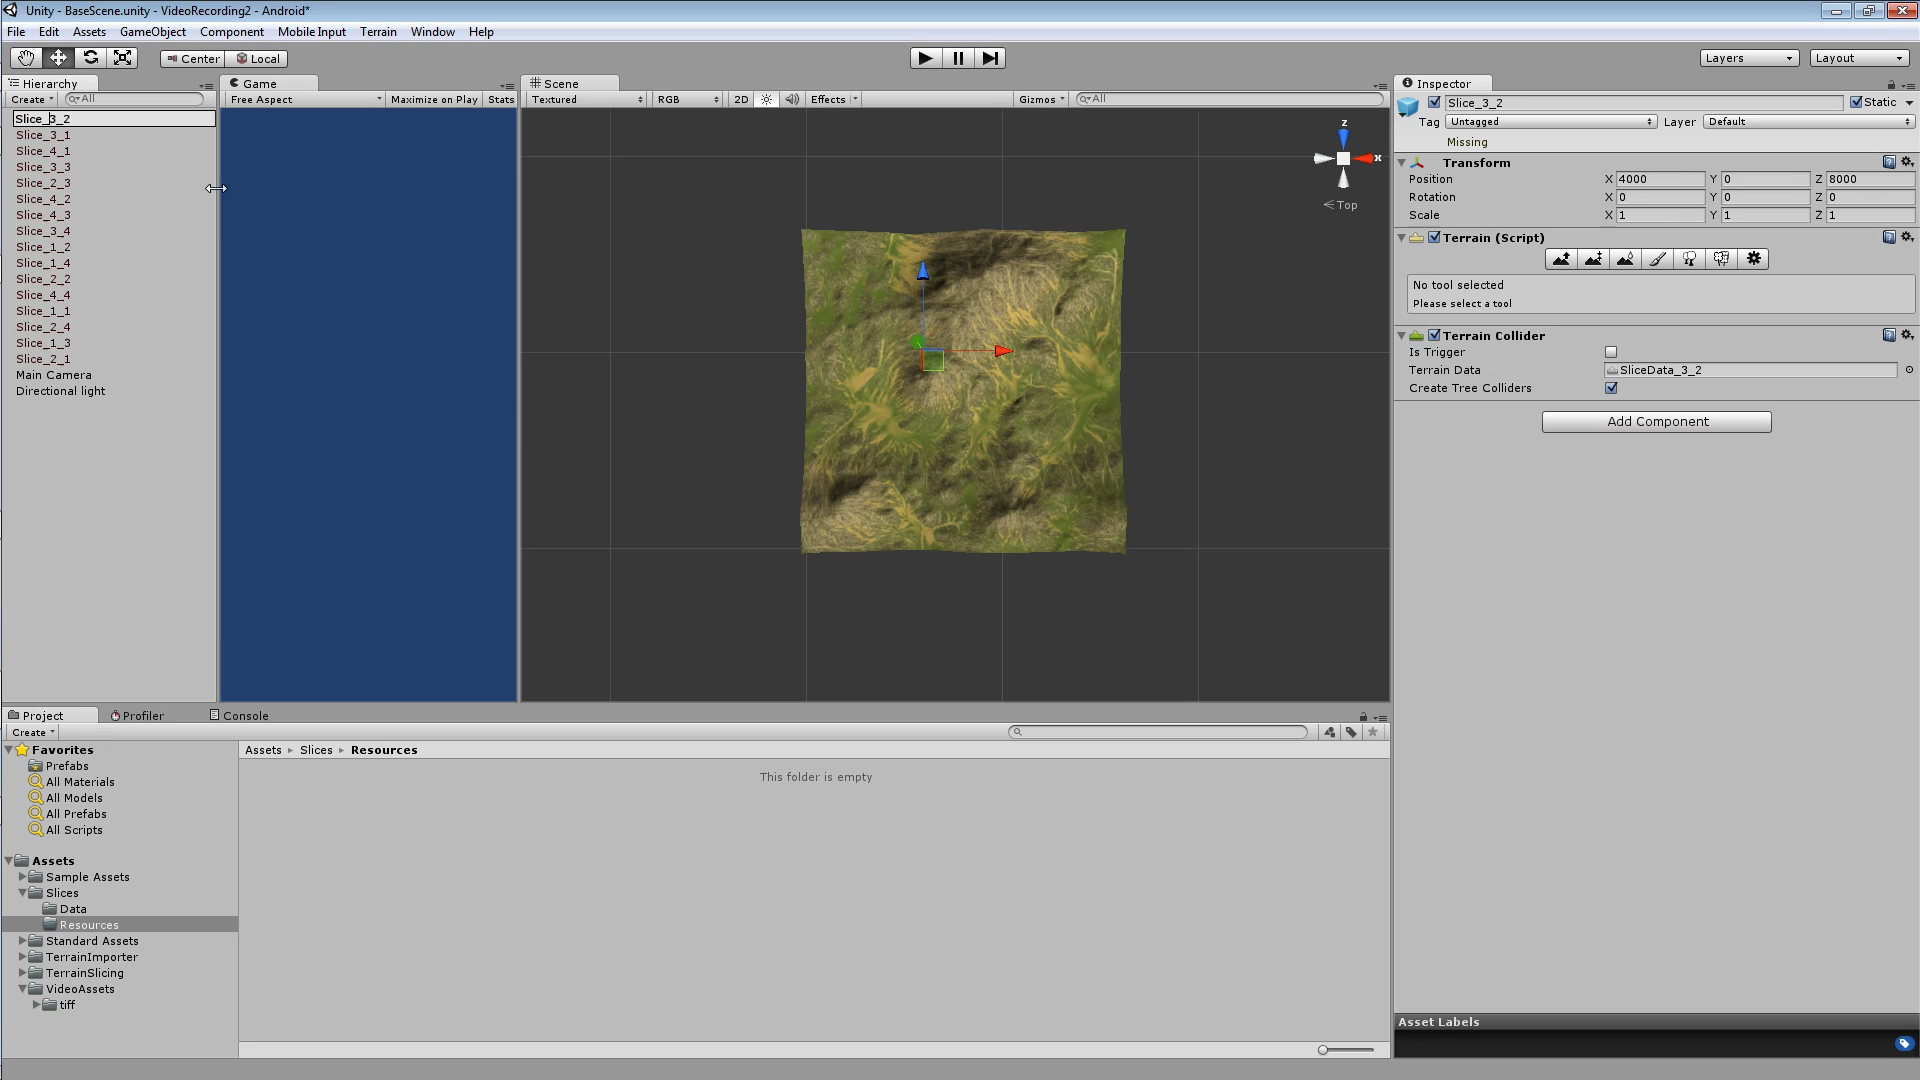 Unity - BaseScene.unity - VideoRecording2 - Android*
File Edit Assets GameObject Component Mobile Input Terrain Window Help
Center Local Layers Layout
Hierarchy Game Scene Inspector
Create All Free Aspect Maximize on Play Stats Textured RGB 2D Effects Gizmos All
Slice_3_2 Static
Tag Untagged Layer Default
Missing
Slice_3_2
Slice_3_1
Slice_4_1
Slice_3_3
Slice_2_3
Slice_4_2
Slice_4_3
Slice_3_4
Slice_1_2
Slice_1_4
Slice_2_2
Slice_4_4
Slice_1_1
Slice_2_4
Slice_1_3
Slice_2_1
Main Camera
Directional light
z
x
Top
Transform
Position X 4000 Y 0 Z 8000
Rotation X 0 Y 0 Z 0
Scale X 1 Y 1 Z 1
Terrain (Script)
No tool selected
Please select a tool
Terrain Collider
Is Trigger
Terrain Data SliceData_3_2
Create Tree Colliders
Add Component
Project Profiler Console
Create
Favorites
Prefabs
All Materials
All Models
All Prefabs
All Scripts
Assets
Sample Assets
Slices
Data
Resources
Standard Assets
TerrainImporter
TerrainSlicing
VideoAssets
tiff
Assets Slices Resources
This folder is empty
Asset Labels